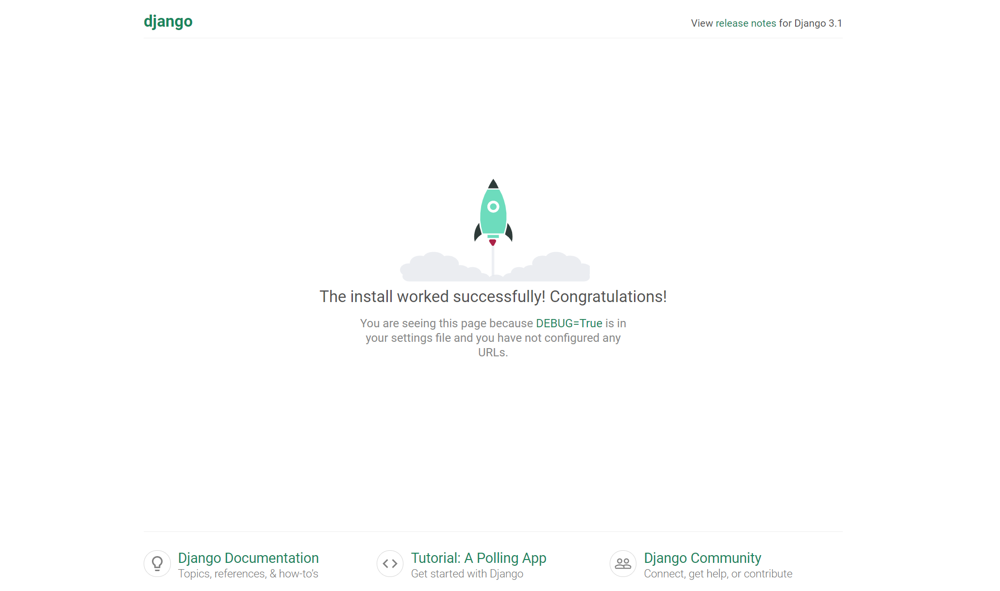 django
View release notes for Django 3.1
The install worked successfully! Congratulations!
You are seeing this page because DEBUG=True is in
your settings file and you have not configured any
URLs.
Django Documentation
Topics, references, & how-to’s
Tutorial: A Polling App
Get started with Django
Django Community
Connect, get help, or contribute